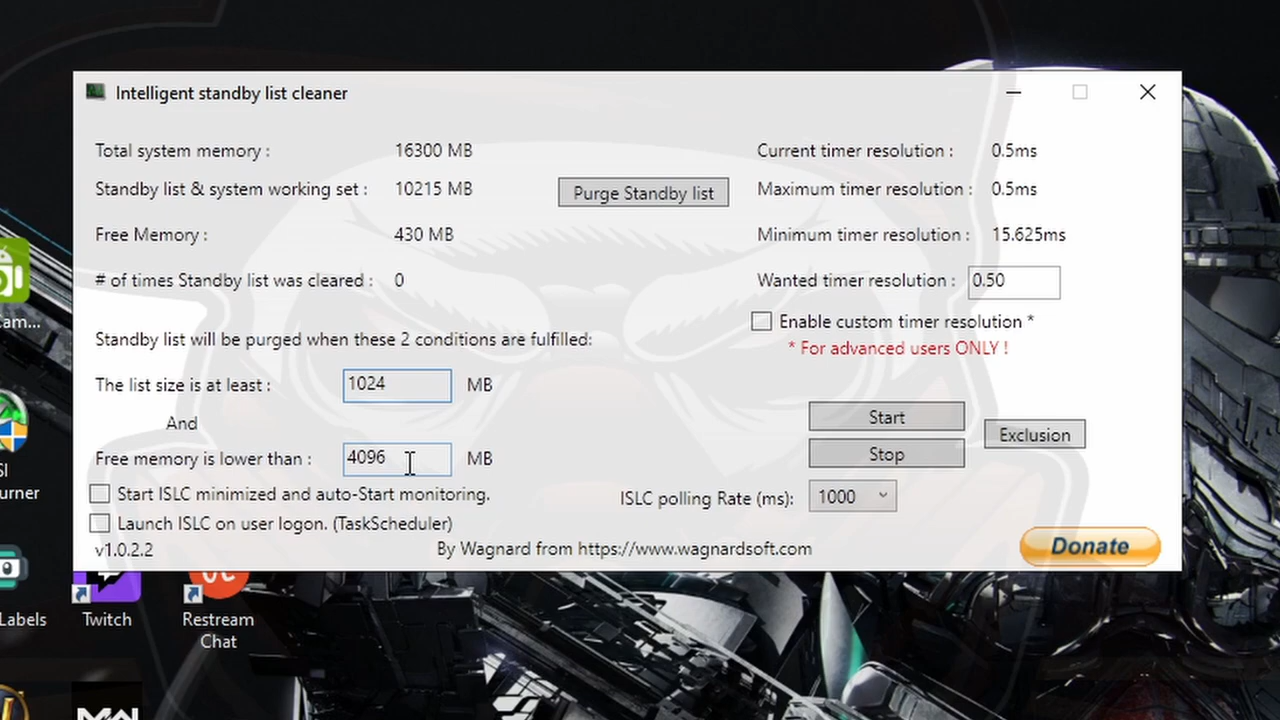 Intelligent standby list cleaner
Total system memory : 16300 MB
Standby list & system working set : 10215 MB
Purge Standby list
Free Memory : 430 MB
# of times Standby list was cleared : 0
Current timer resolution : 0.5ms
Maximum timer resolution : 0.5ms
Minimum timer resolution : 15.625ms
Wanted timer resolution : 0.50
Enable custom timer resolution *
* For advanced users ONLY !
Standby list will be purged when these 2 conditions are fulfilled:
The list size is at least : 1024 MB
And
Free memory is lower than : 4096 MB
Start
Stop
Exclusion
Start ISLC minimized and auto-Start monitoring.
Launch ISLC on user logon. (TaskScheduler)
ISLC polling Rate (ms): 1000
v1.0.2.2
By Wagnard from https://www.wagnardsoft.com
Donate
Cam...
SI
urner
Labels
Twitch
Restream
Chat
MW